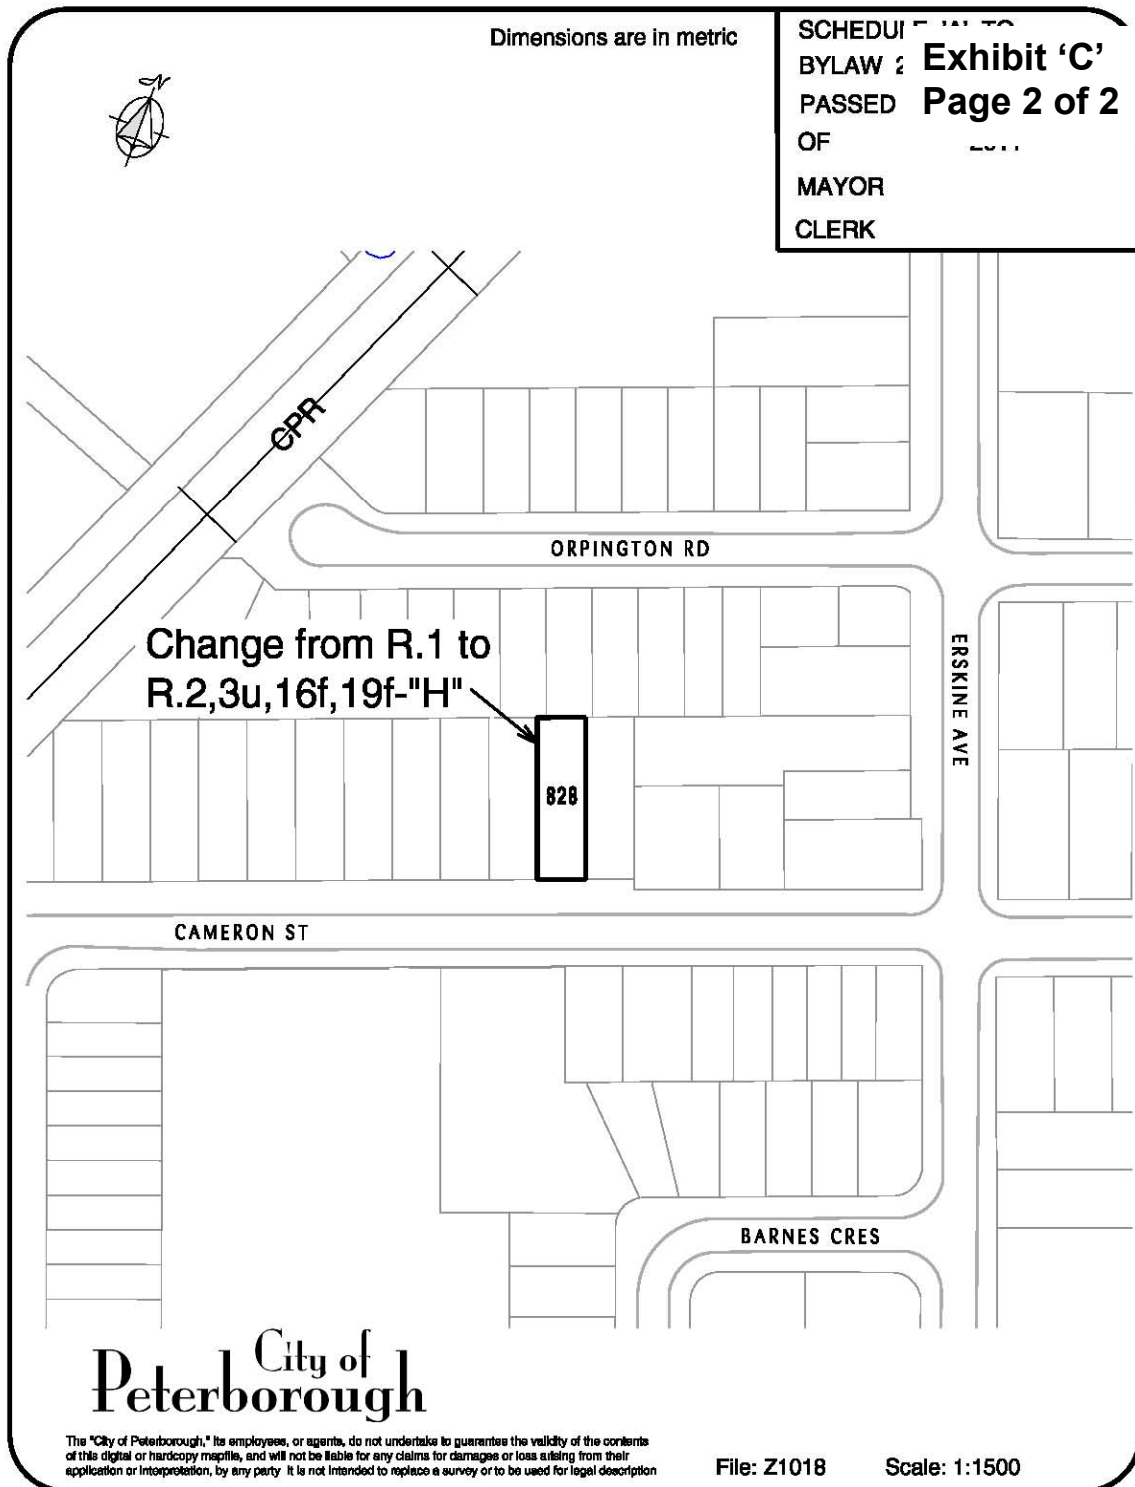 Dimensions are in metric
N
SCHEDULE 'A' TO
BYLAW 2
PASSED
OF 2011
MAYOR
CLERK
Exhibit ‘C’
Page 2 of 2
CPR
ORPINGTON RD
Change from R.1 to
R.2,3u,16f,19f-"H"
ERSKINE AVE
828
CAMERON ST
BARNES CRES
City of
Peterborough
The "City of Peterborough," its employees, or agents, do not undertake to guarantee the validity of the contents
of this digital or hardcopy mapfile, and will not be liable for any claims for damages or loss arising from their
application or interpretation, by any party It is not intended to replace a survey or to be used for legal description
File: Z1018 Scale: 1:1500